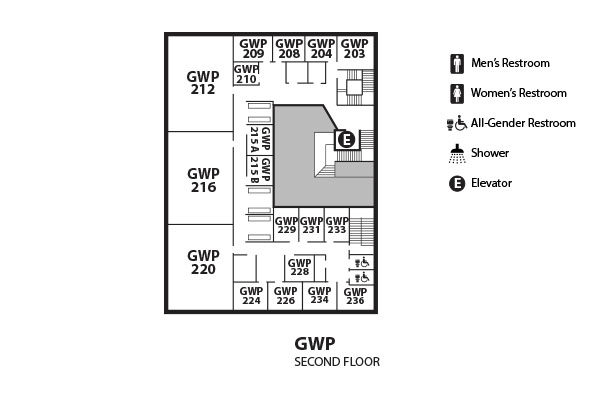 GWP
209
GWP
208
GWP
204
GWP
203
GWP
212
GWP
210
GWP
215A
GWP
215B
E
GWP
216
GWP
229
GWP
231
GWP
233
GWP
220
GWP
228
GWP
224
GWP
226
GWP
234
GWP
236
Men's Restroom
Women's Restroom
All-Gender Restroom
Shower
E Elevator
GWP
SECOND FLOOR